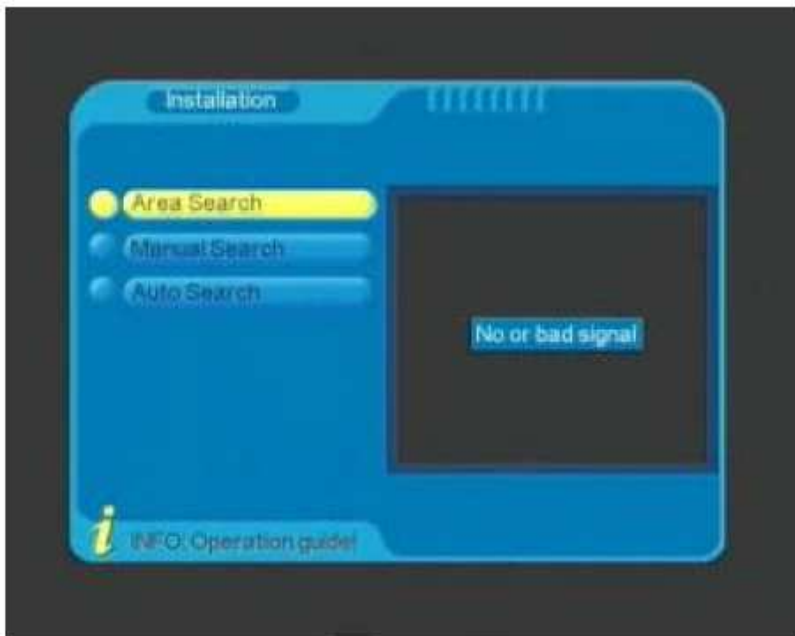 Installation
Area Search
Manual Search
Auto Search
No or bad signal
INFO: Operation guide!